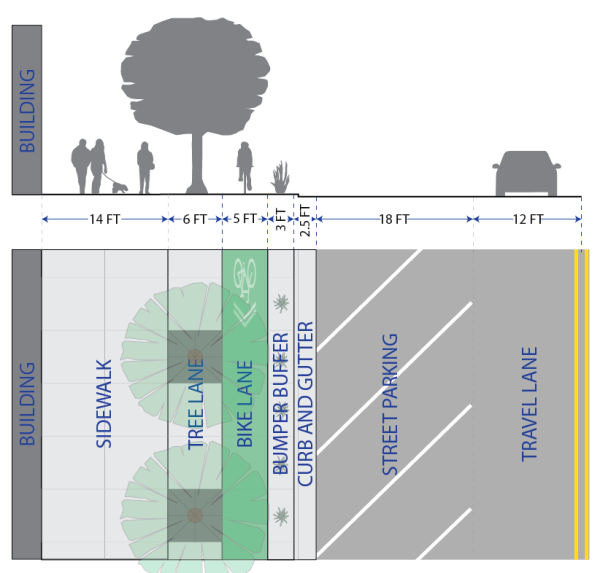 BUILDING
14 FT
6 FT
5 FT
3 FT
2.5 FT
18 FT
12 FT
BUILDING
SIDEWALK
TREE LANE
BIKE LANE
BUMPER BUFFER
CURB AND GUTTER
STREET PARKING
TRAVEL LANE